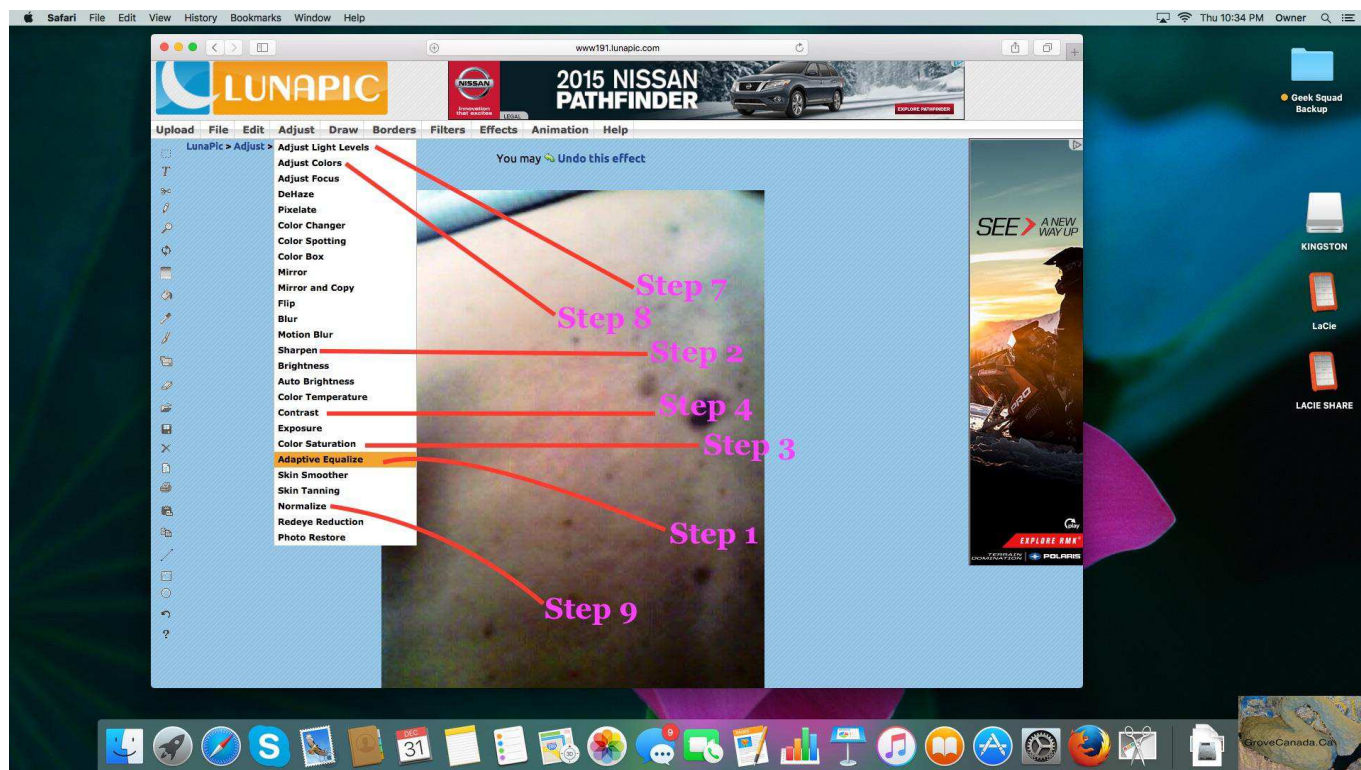 Safari File Edit View History Bookmarks Window Help
Thu 10:34 PM Owner
www191.lunapic.com
LUNAPIC
NISSAN
Innovation that excites
LEGAL
2015 NISSAN
PATHFINDER
EXPLORE PATHFINDER
Upload File Edit Adjust Draw Borders Filters Effects Animation Help
LunaPic > Adjust >
You may Undo this effect
Adjust Light Levels
Adjust Colors
Adjust Focus
DeHaze
Pixelate
Color Changer
Color Spotting
Color Box
Mirror
Mirror and Copy
Flip
Blur
Motion Blur
Sharpen
Brightness
Auto Brightness
Color Temperature
Contrast
Exposure
Color Saturation
Adaptive Equalize
Skin Smoother
Skin Tanning
Normalize
Redeye Reduction
Photo Restore
Step 7
Step 8
Step 2
Step 4
Step 3
Step 1
Step 9
SEE A NEW
WAY UP
PRO
play
EXPLORE RMK
TERRAIN
DOMINATION
POLARIS
Geek Squad
Backup
KINGSTON
LaCie
LACIE SHARE
DEC
31
9
GroveCanada.Ca